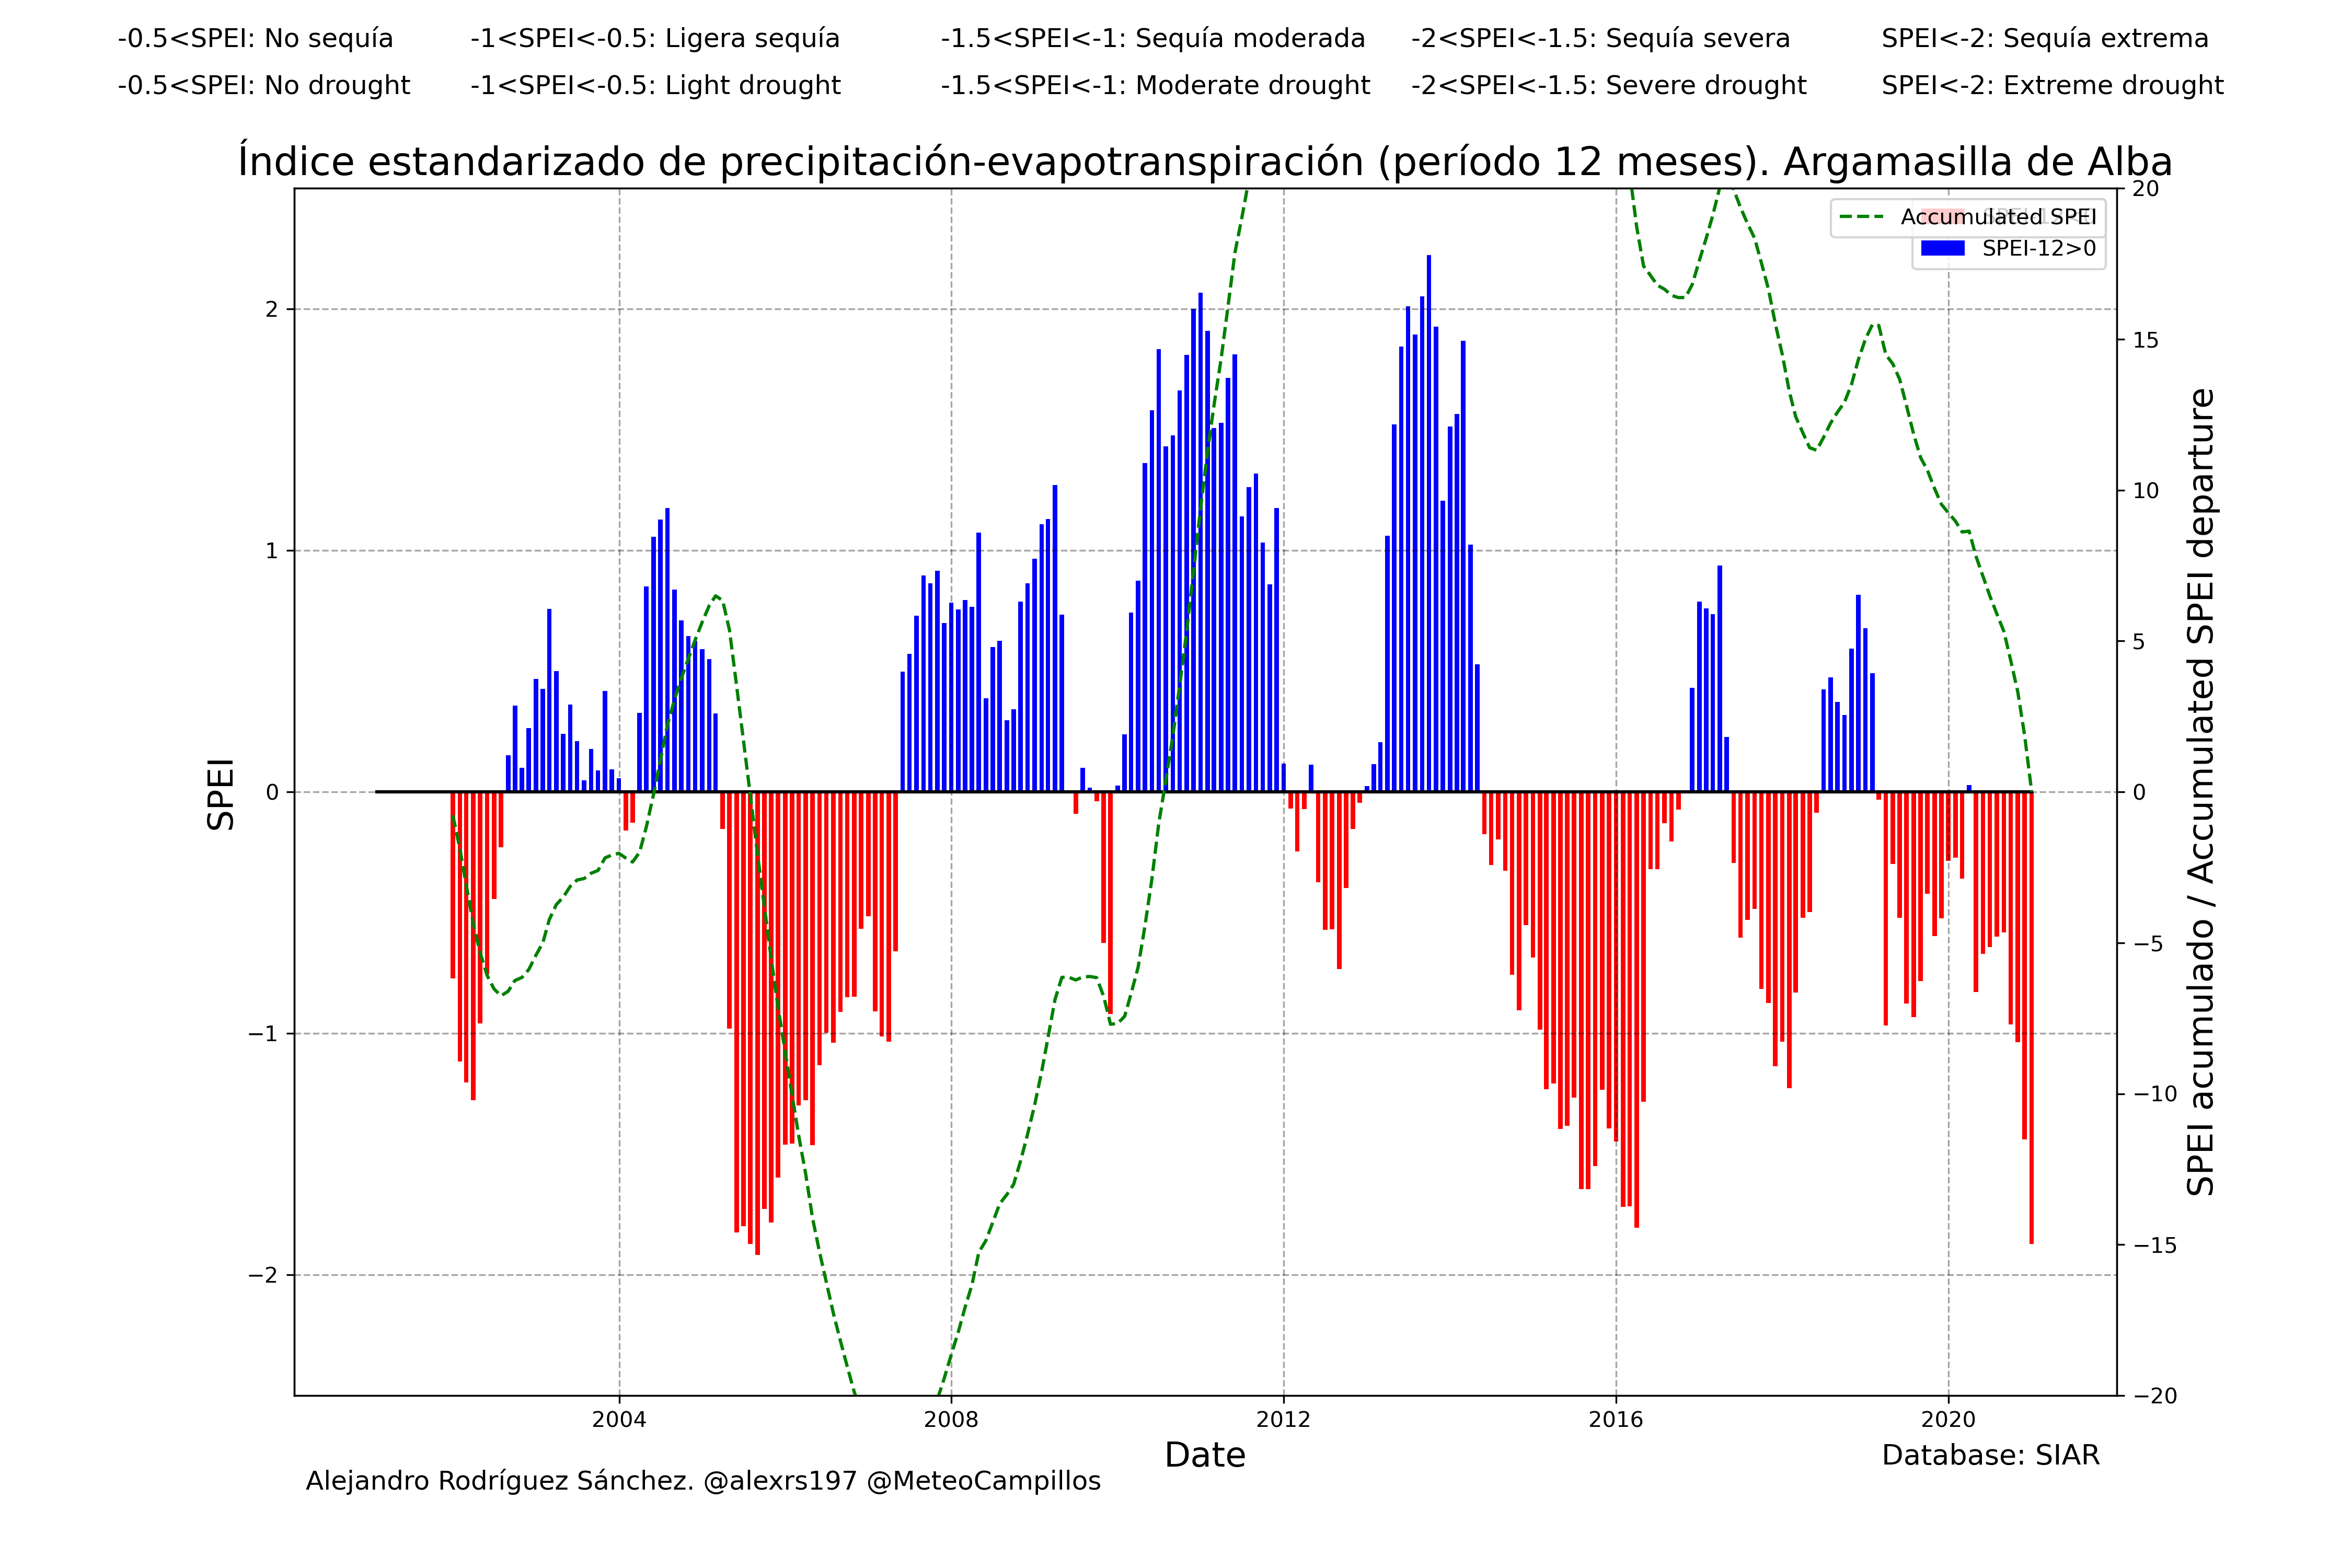 -0.5<SPEI: No sequía -1<SPEI<-0.5: Ligera sequía -1.5<SPEI<-1: Sequía moderada -2<SPEI<-1.5: Sequía severa SPEI<-2: Sequía extrema
-0.5<SPEI: No drought -1<SPEI<-0.5: Light drought -1.5<SPEI<-1: Moderate drought -2<SPEI<-1.5: Severe drought SPEI<-2: Extreme drought
Índice estandarizado de precipitación-evapotranspiración (período 12 meses). Argamasilla de Alba
Accumulated SPEI
SPEI-12>0
SPEI
2
1
0
−1
−2
20
15
10
5
0
−5
−10
−15
−20
SPEI acumulado / Accumulated SPEI departure
2004 2008 2012 2016 2020
Date
Database: SIAR
Alejandro Rodríguez Sánchez. @alexrs197 @MeteoCampillos